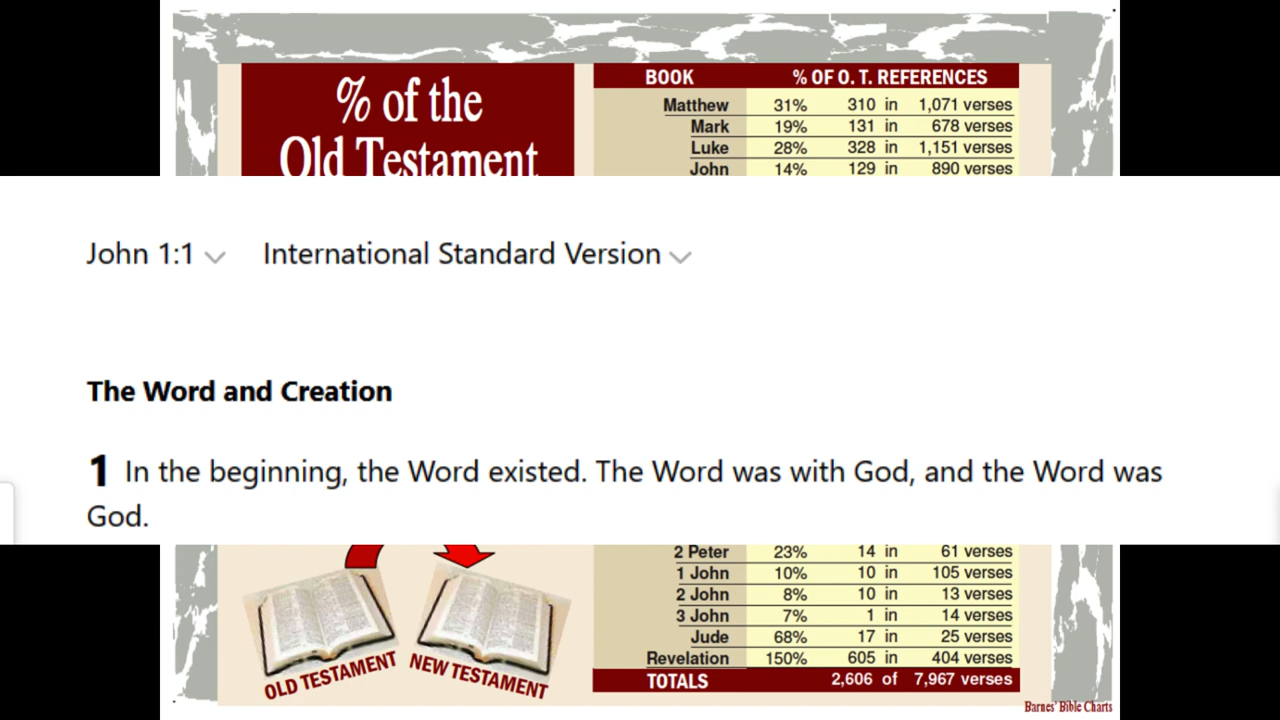 % of the
Old Testament
BOOK % OF O. T. REFERENCES
Matthew 31% 310 in 1,071 verses
Mark 19% 131 in 678 verses
Luke 28% 328 in 1,151 verses
John 14% 129 in 890 verses
John 1:1 International Standard Version
The Word and Creation
1 In the beginning, the Word existed. The Word was with God, and the Word was
God.
2 Peter 23% 14 in 61 verses
1 John 10% 10 in 105 verses
2 John 8% 10 in 13 verses
3 John 7% 1 in 14 verses
Jude 68% 17 in 25 verses
Revelation 150% 605 in 404 verses
TOTALS 2,606 of 7,967 verses
OLD TESTAMENT
NEW TESTAMENT
Barnes' Bible Charts